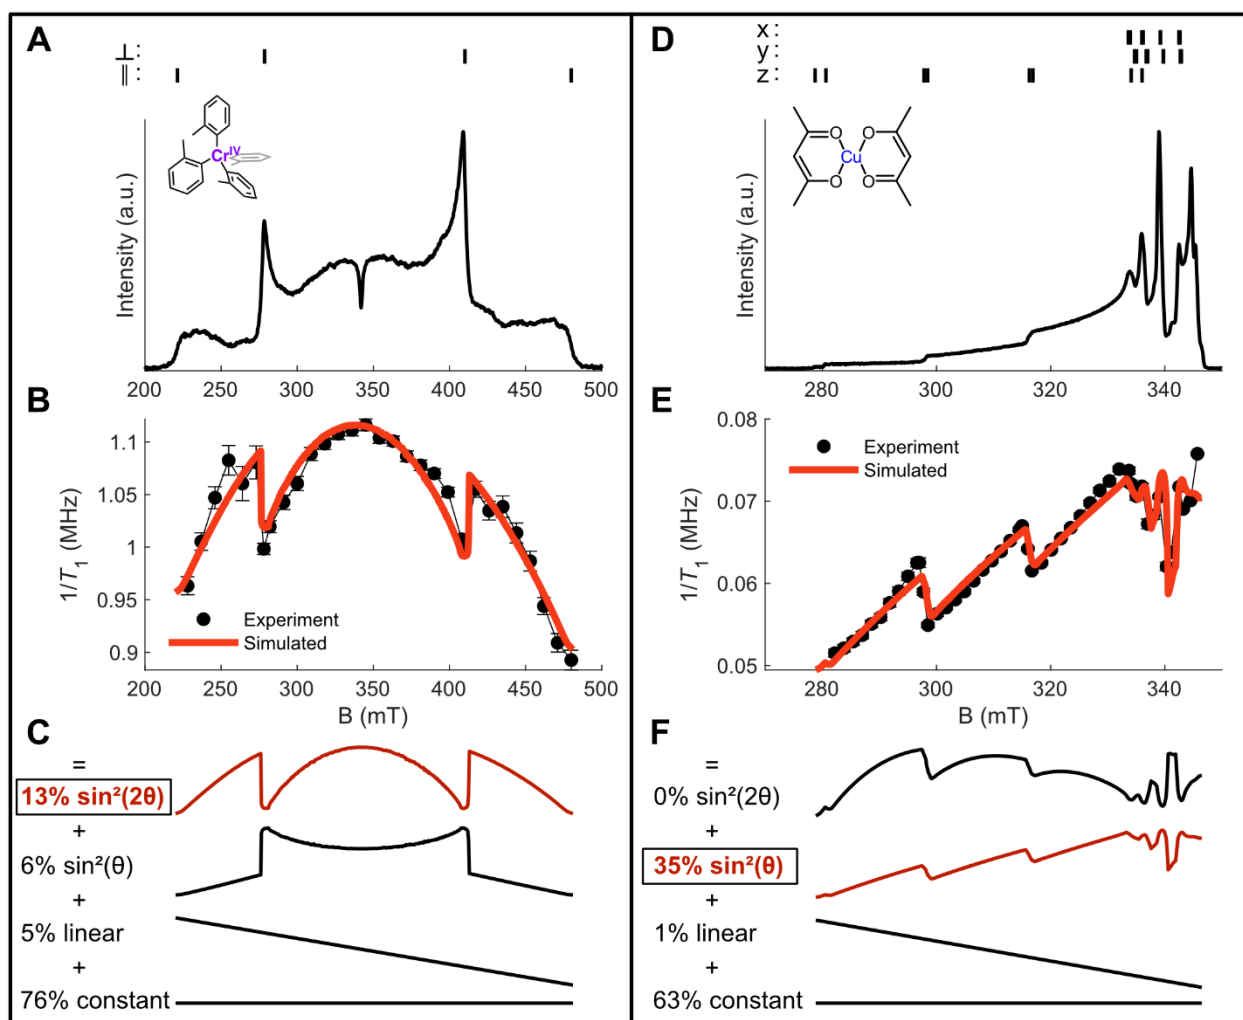 A
⊥ :
∥ :
Cr^IV
Intensity (a.u.)
200 250 300 350 400 450 500
B
1/T₁ (MHz)
1.1
1.05
1
0.95
0.9
Experiment
Simulated
200 250 300 350 400 450 500
B (mT)
C
=
13% sin²(2θ)
+
6% sin²(θ)
+
5% linear
+
76% constant
D
x :
y :
z :
O O
Cu
O O
Intensity (a.u.)
280 300 320 340
E
1/T₁ (MHz)
0.08
0.07
0.06
0.05
Experiment
Simulated
280 300 320 340
B (mT)
F
=
0% sin²(2θ)
+
35% sin²(θ)
+
1% linear
+
63% constant